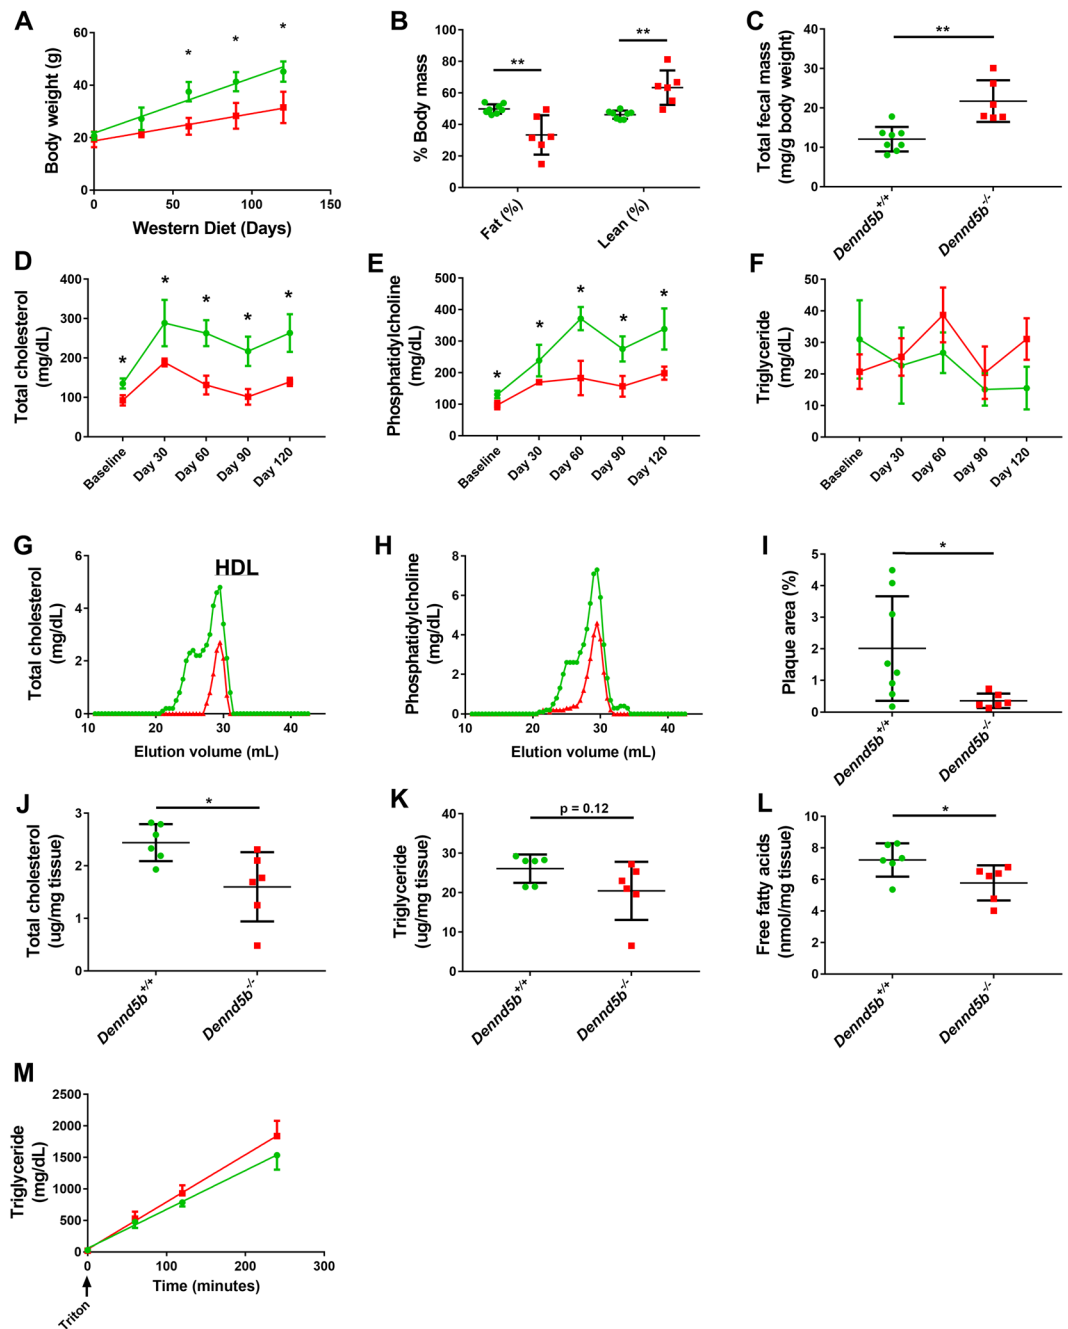 A
Body weight (g)
60
40
20
0
0
50
100
150
*
*
*
Western Diet (Days)
B
% Body mass
100
80
60
40
20
0
**
**
Fat (%)
Lean (%)
C
Total fecal mass
(mg/g body weight)
40
30
20
10
0
**
Dennd5b+/+
Dennd5b-/-
D
Total cholesterol
(mg/dL)
400
300
200
100
0
*
*
*
*
*
Baseline
Day 30
Day 60
Day 90
Day 120
E
Phosphatidylcholine
(mg/dL)
500
400
300
200
100
0
*
*
*
*
*
Baseline
Day 30
Day 60
Day 90
Day 120
F
Triglyceride
(mg/dL)
50
40
30
20
10
0
Baseline
Day 30
Day 60
Day 90
Day 120
G
Total cholesterol
(mg/dL)
6
4
2
0
HDL
10
20
30
40
Elution volume (mL)
H
Phosphatidylcholine
(mg/dL)
8
6
4
2
0
10
20
30
40
Elution volume (mL)
I
Plaque area (%)
5
4
3
2
1
0
*
Dennd5b+/+
Dennd5b-/-
J
Total cholesterol
(ug/mg tissue)
3
2
1
0
*
Dennd5b+/+
Dennd5b-/-
K
Triglyceride
(ug/mg tissue)
40
30
20
10
0
p = 0.12
Dennd5b+/+
Dennd5b-/-
L
Free fatty acids
(nmol/mg tissue)
10
8
6
4
2
0
*
Dennd5b+/+
Dennd5b-/-
M
Triglyceride
(mg/dL)
2500
2000
1500
1000
500
0
0
100
200
300
Time (minutes)
Triton